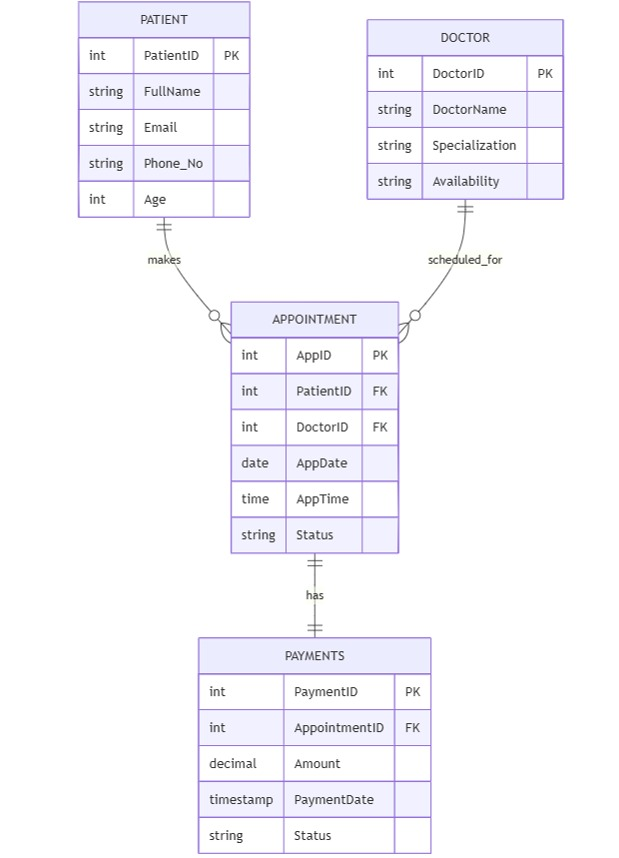 PATIENT
int PatientID PK
string FullName
string Email
string Phone_No
int Age
DOCTOR
int DoctorID PK
string DoctorName
string Specialization
string Availability
makes
scheduled_for
APPOINTMENT
int AppID PK
int PatientID FK
int DoctorID FK
date AppDate
time AppTime
string Status
has
PAYMENTS
int PaymentID PK
int AppointmentID FK
decimal Amount
timestamp PaymentDate
string Status